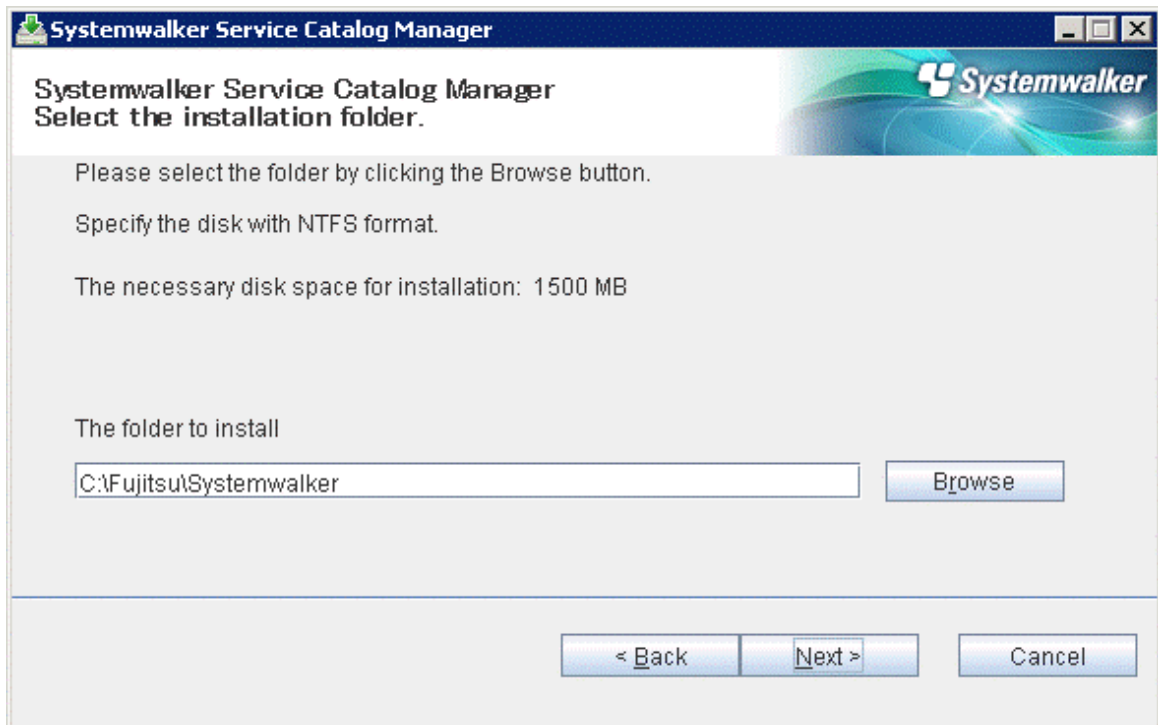 Systemwalker Service Catalog Manager
Systemwalker
Systemwalker Service Catalog Manager
Select the installation folder.
Please select the folder by clicking the Browse button.
Specify the disk with NTFS format.
The necessary disk space for installation: 1500 MB
The folder to install
C:\Fujitsu\Systemwalker
Browse
< Back
Next >
Cancel